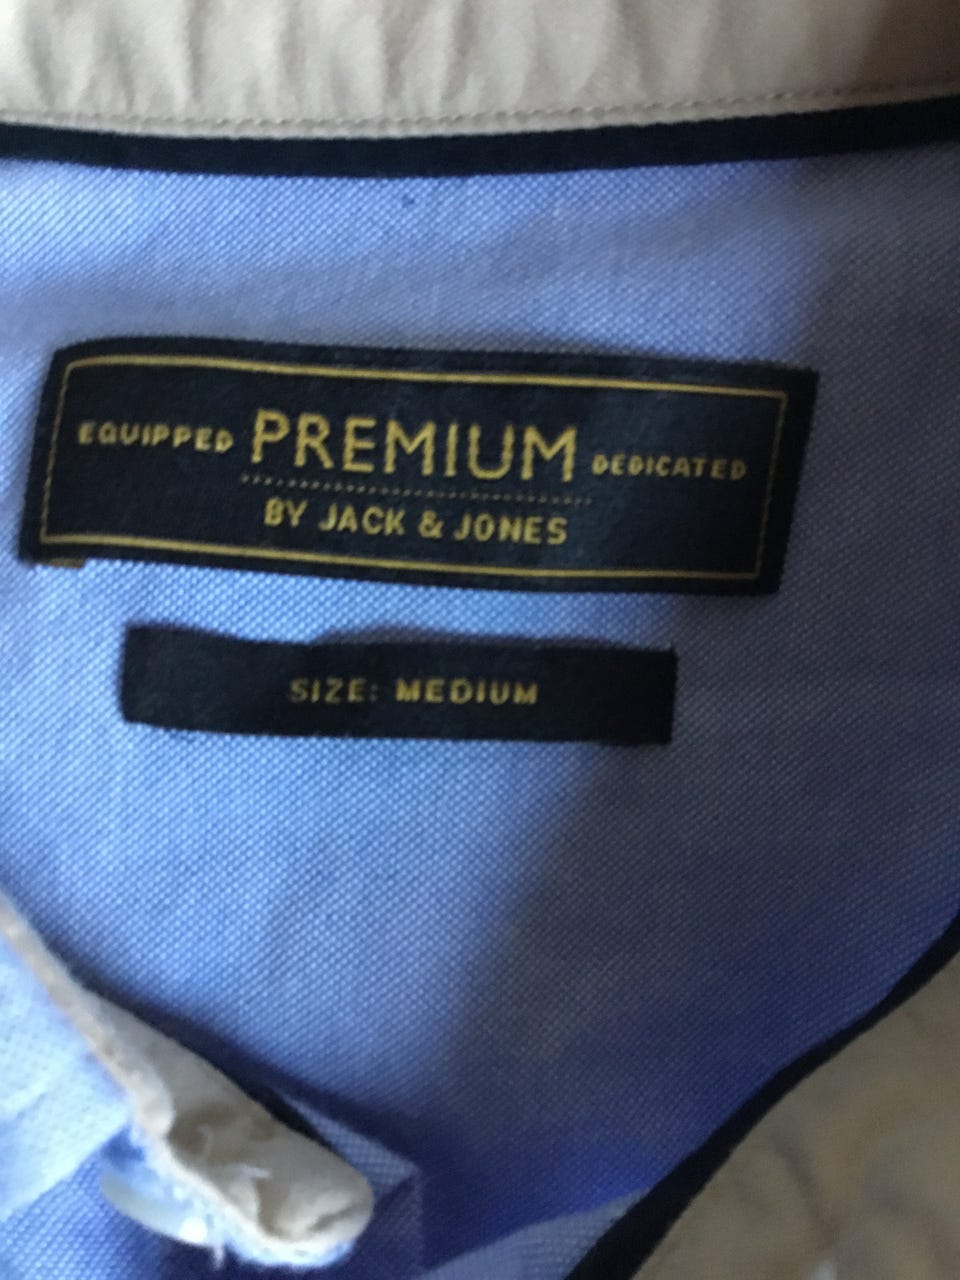 EQUIPPED PREMIUM DEDICATED
BY JACK & JONES
SIZE: MEDIUM